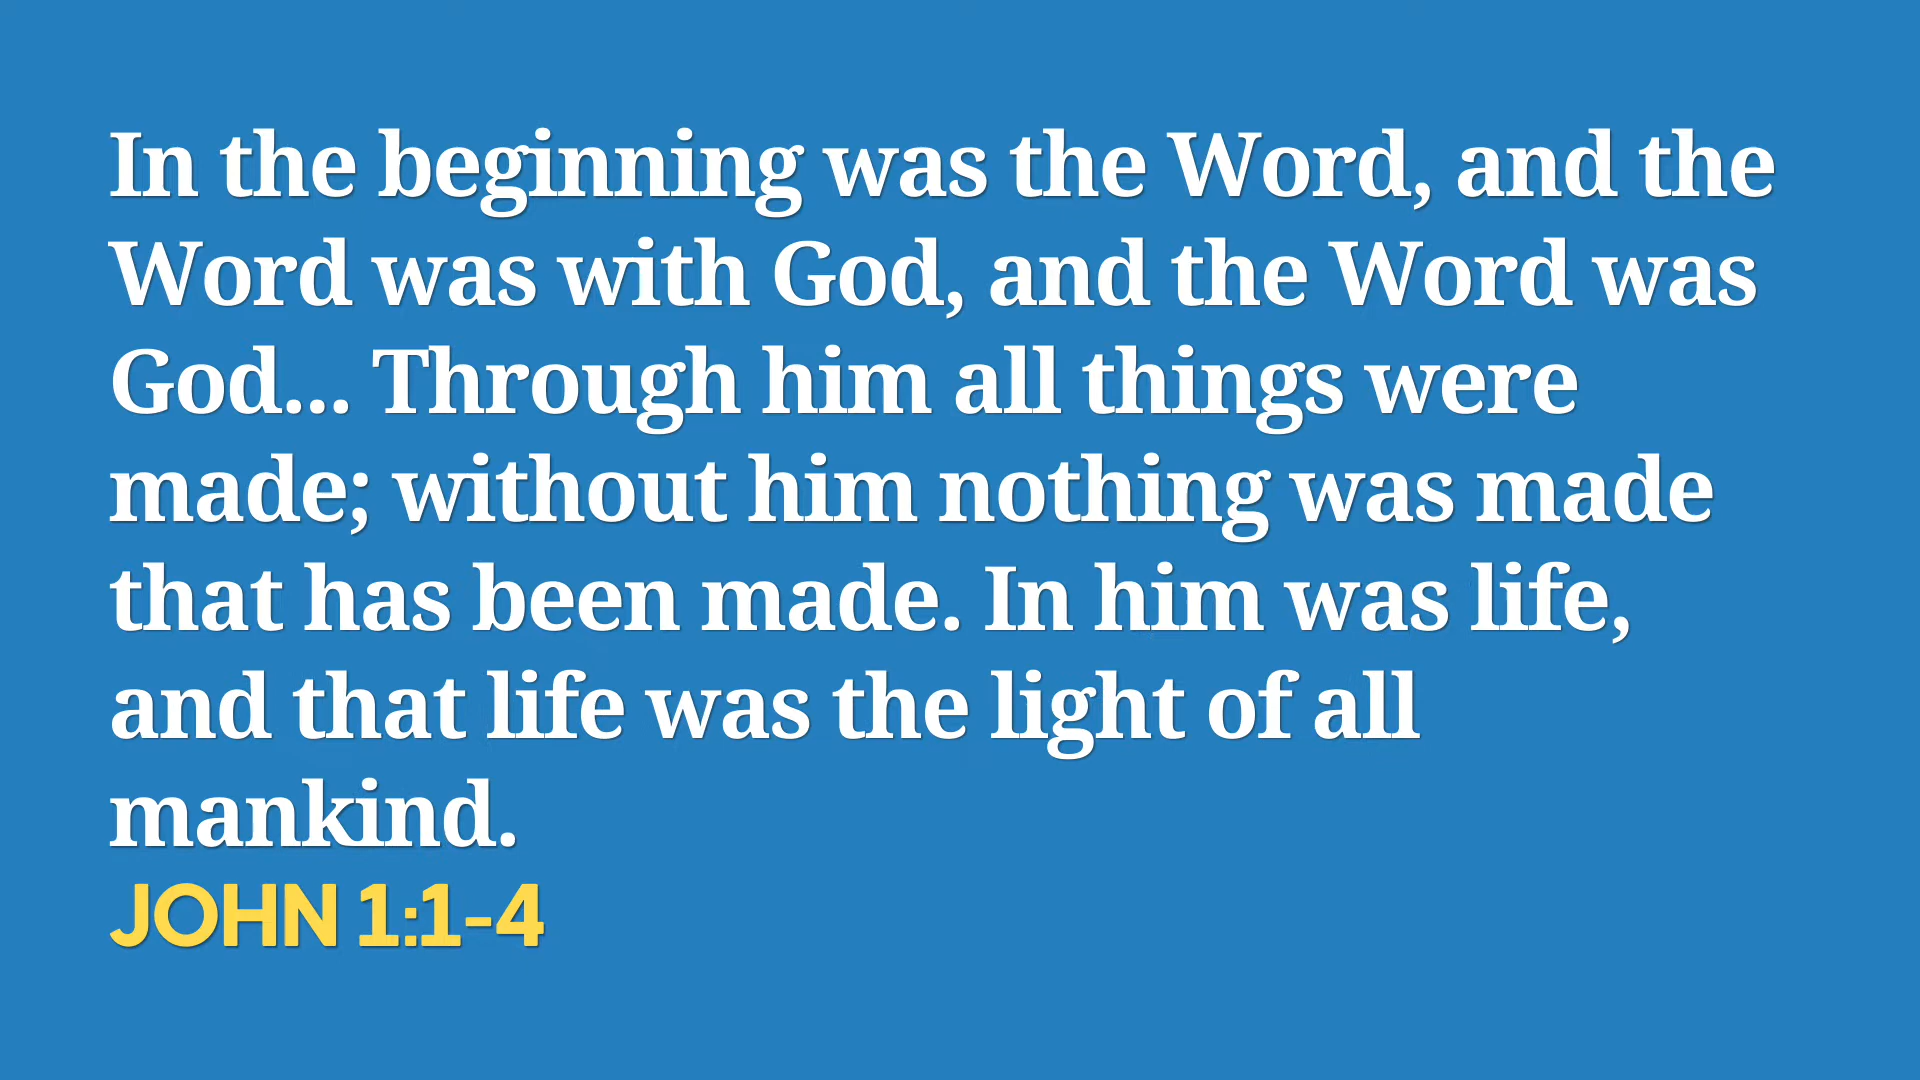 In the beginning was the Word, and the
Word was with God, and the Word was
God... Through him all things were
made; without him nothing was made
that has been made. In him was life,
and that life was the light of all
mankind.
JOHN 1:1-4